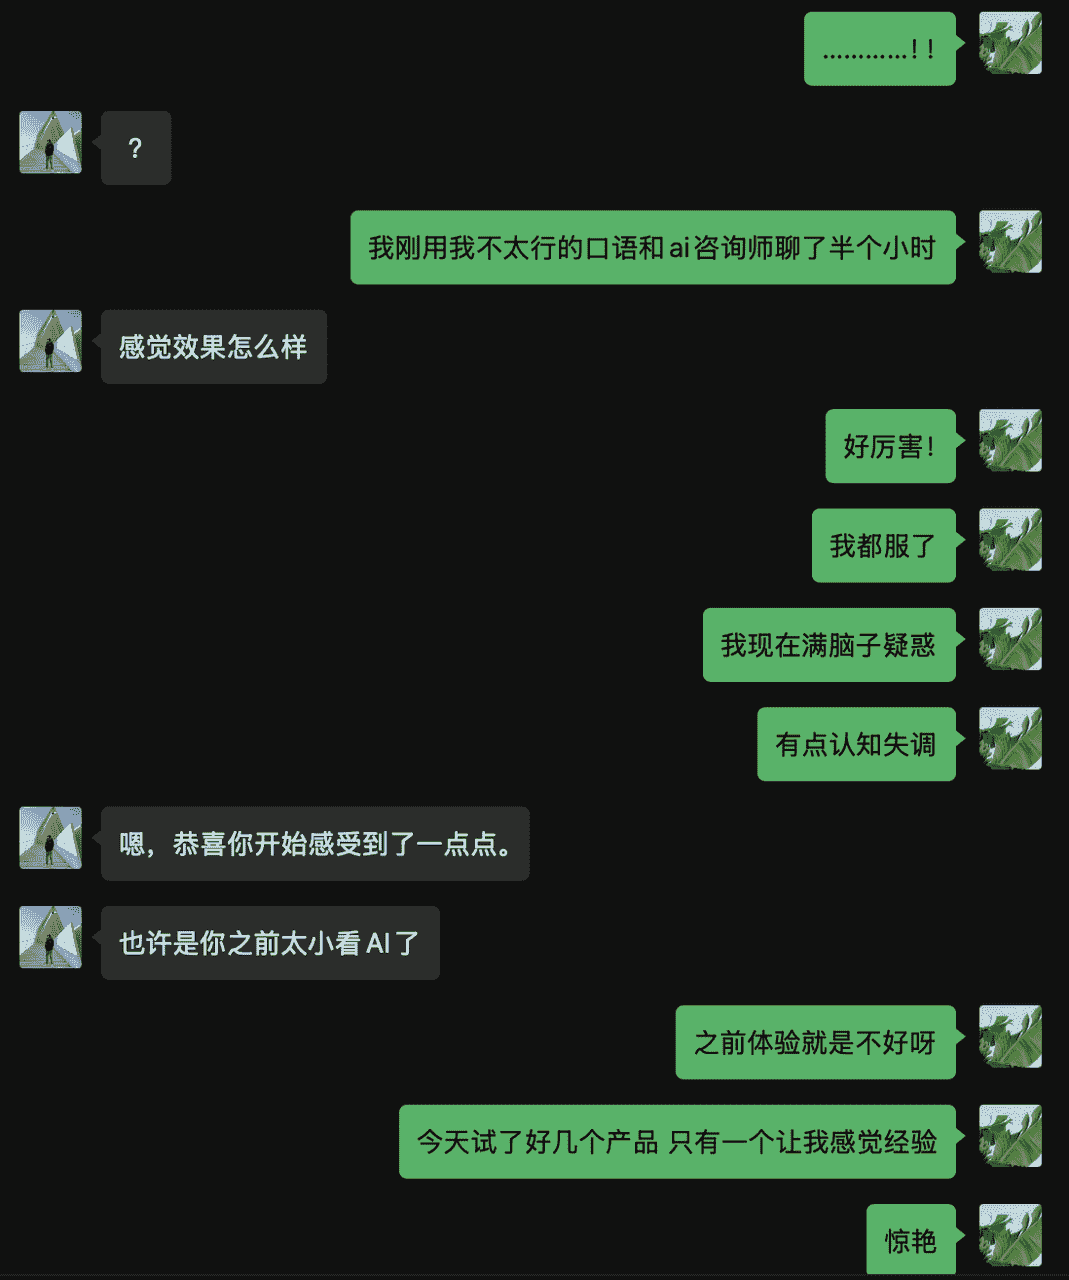 …………！！
？
我刚用我不太行的口语和ai咨询师聊了半个小时
感觉效果怎么样
好厉害！
我都服了
我现在满脑子疑惑
有点认知失调
嗯，恭喜你开始感受到了一点点。
也许是你之前太小看AI了
之前体验就是不好呀
今天试了好几个产品 只有一个让我感觉经验
惊艳